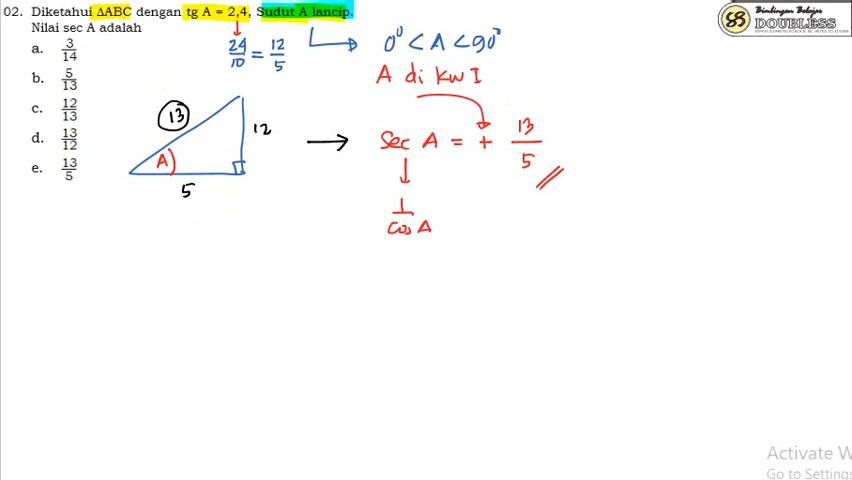 02. Diketahui ΔABC dengan tg A = 2,4, Sudut A lancip.
Nilai sec A adalah
a. 3/14
b. 5/13
c. 12/13
d. 13/12
e. 13/5
24/10 = 12/5
0° < A < 90°
A di kw I
13
12
A
5
sec A = + 13/5
1/cos A
Bimbingan Belajar
DOUBLESS
Activate W
Go to Settings